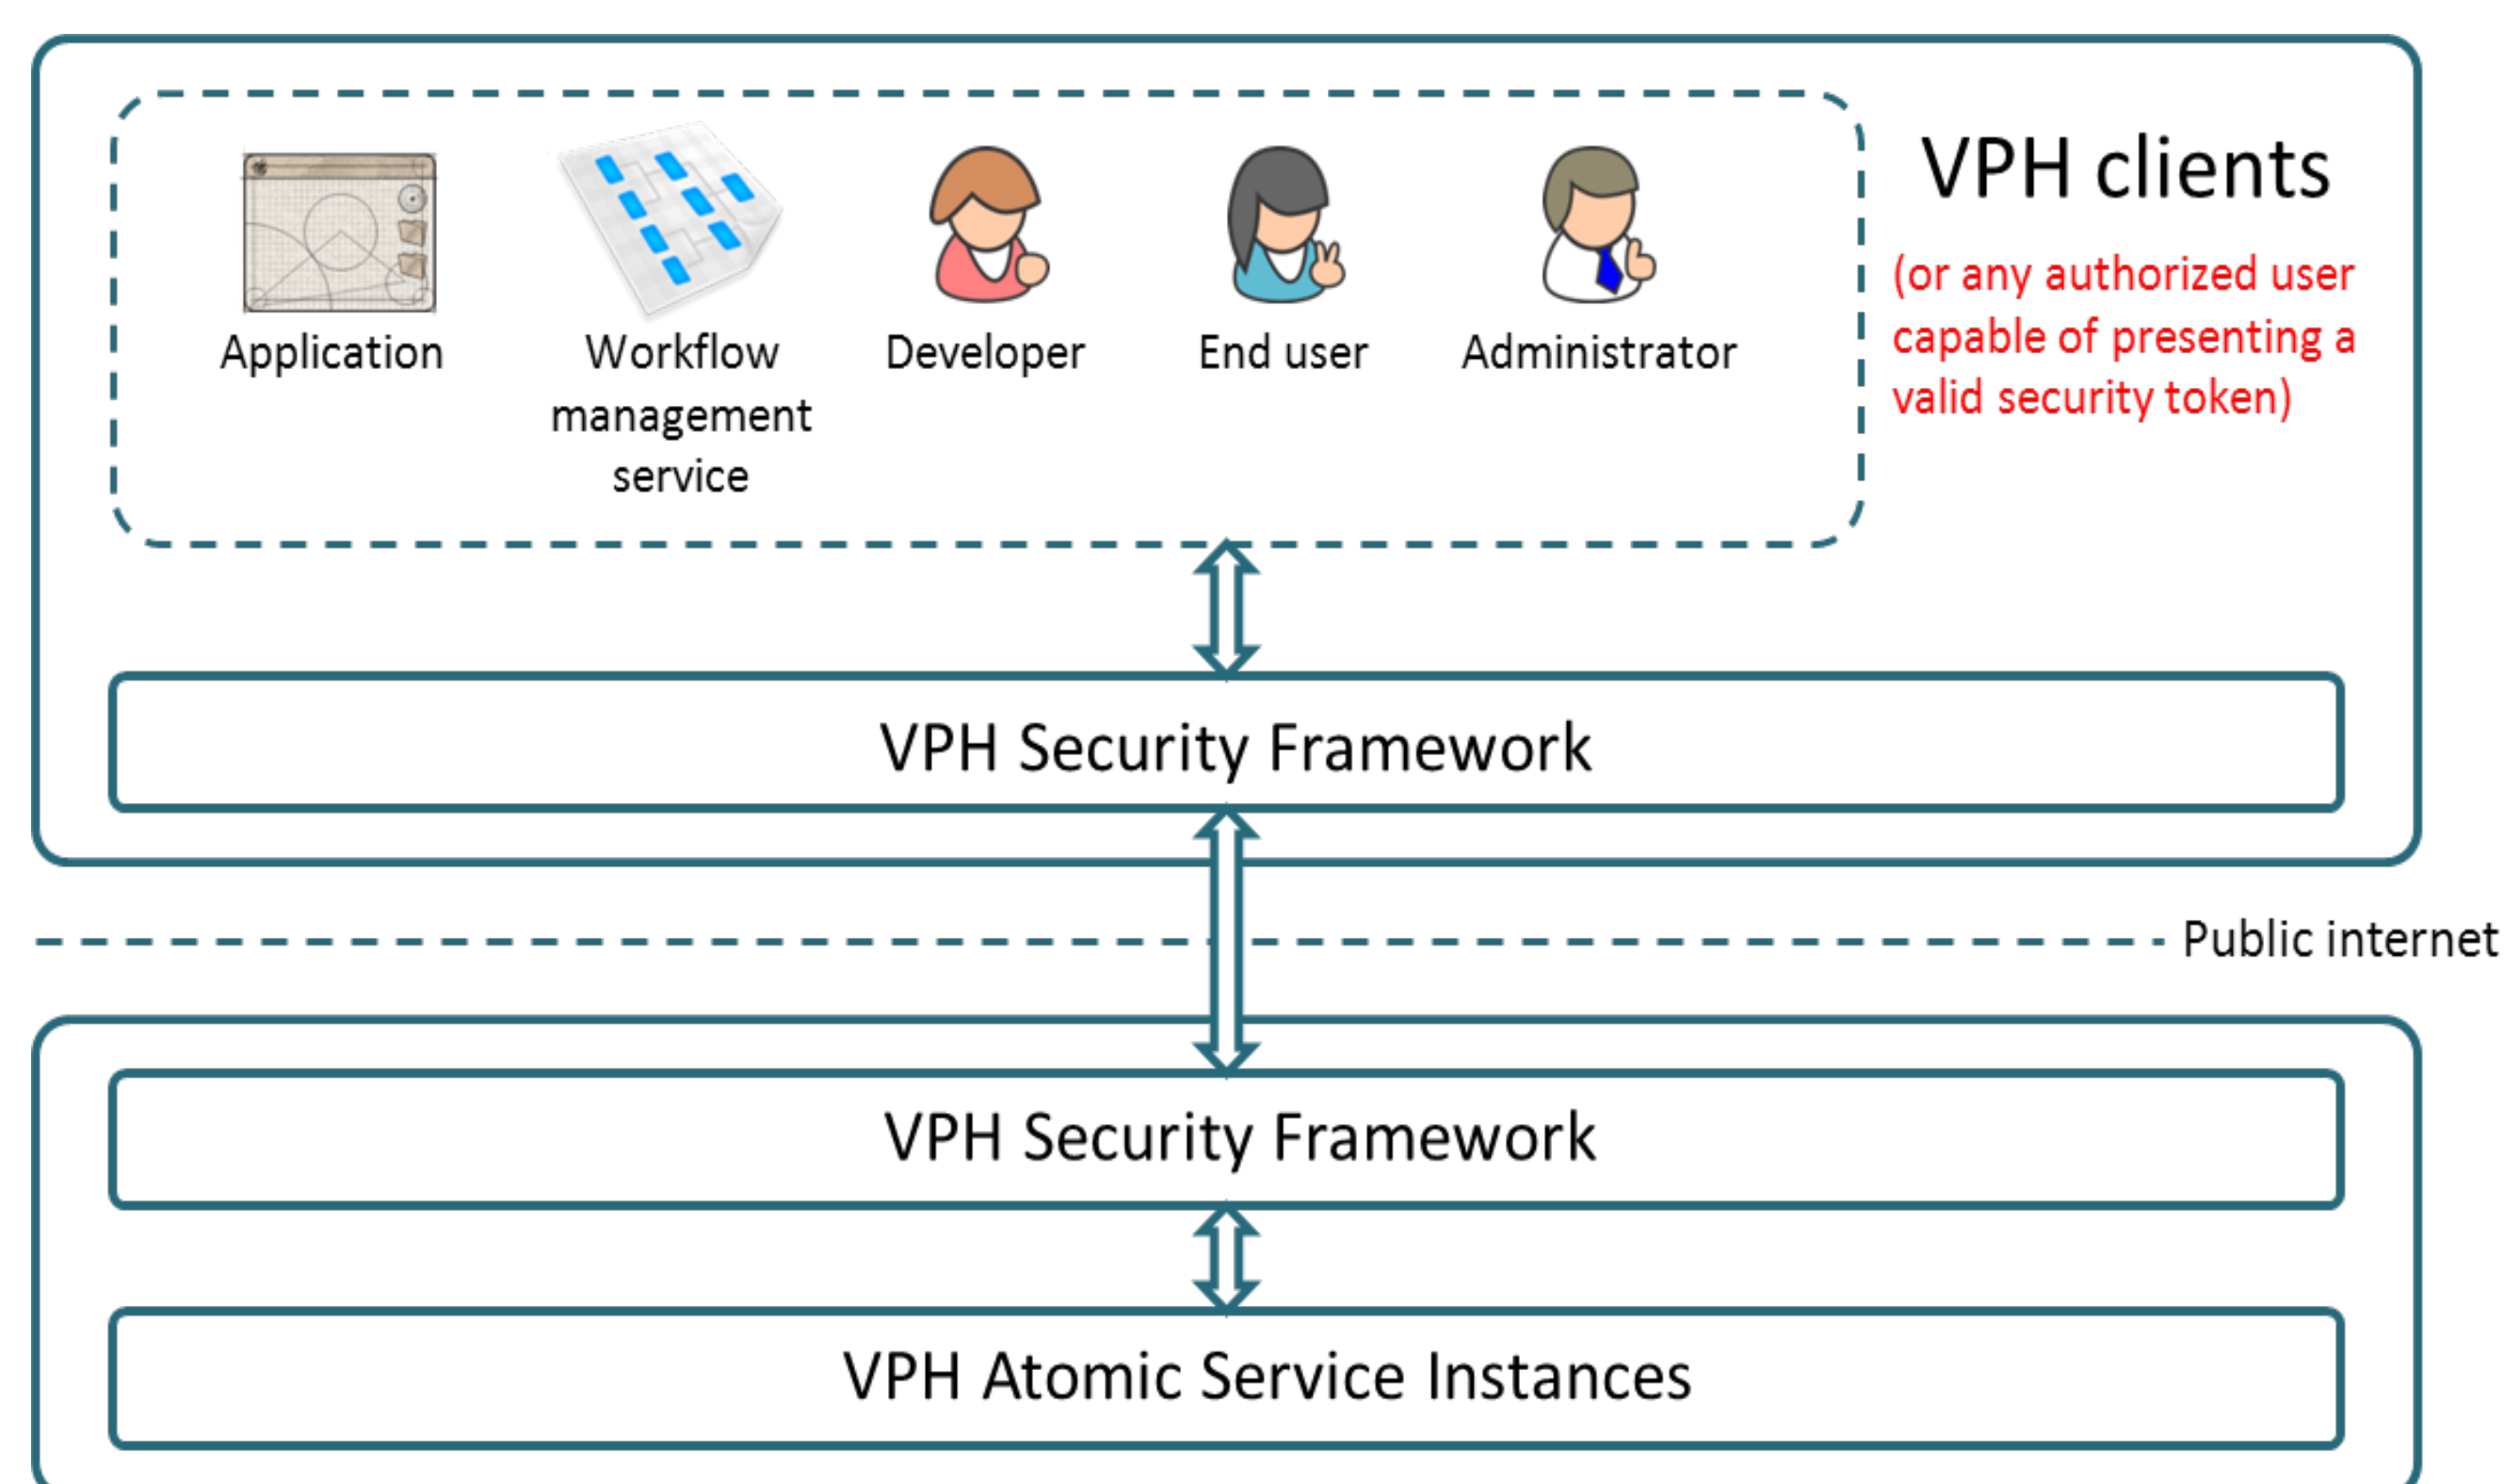 VPH clients
(or any authorized user
capable of presenting a
valid security token)
Application
Workflow
management
service
Developer
End user
Administrator
VPH Security Framework
Public internet
VPH Security Framework
VPH Atomic Service Instances